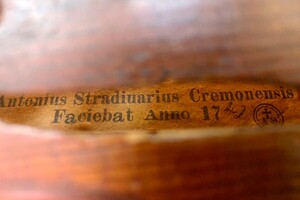 Antonius Stradiuarius Cremonensis
Faciebat Anno 17